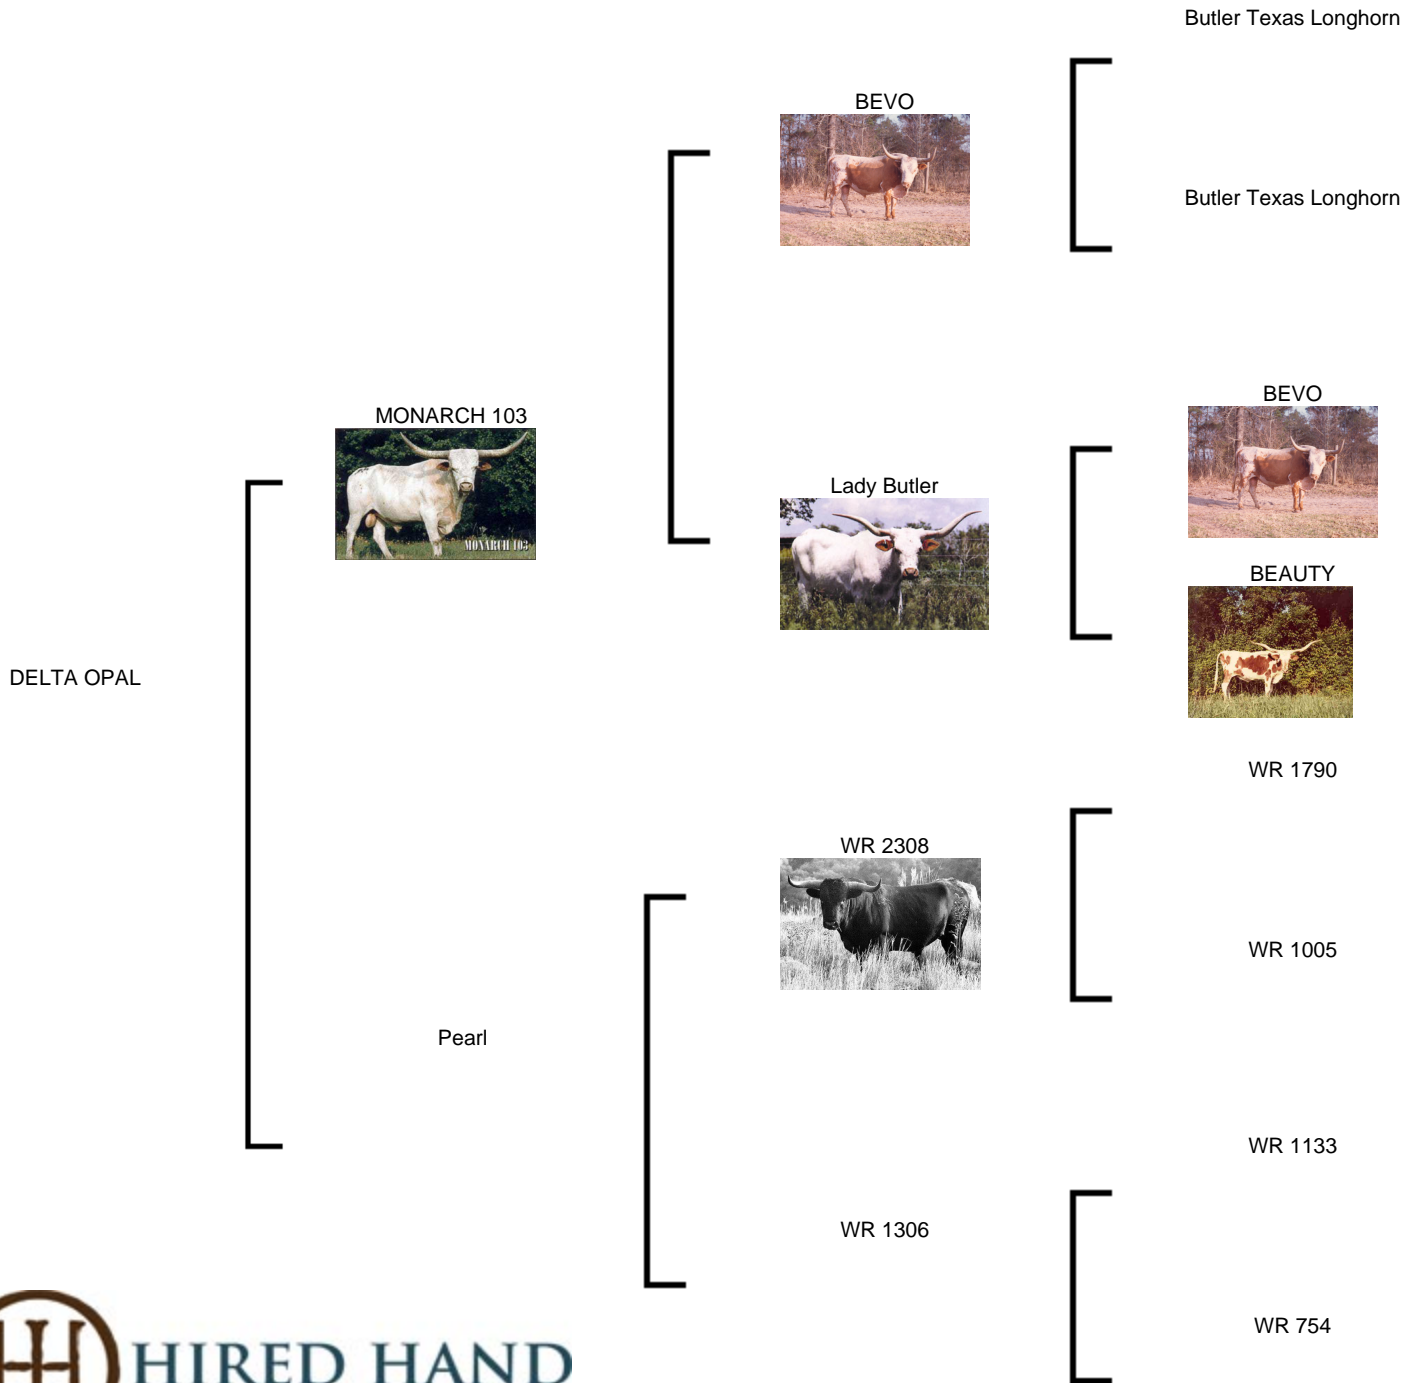 Butler Texas Longhorn
BEVO
Butler Texas Longhorn
BEVO
MONARCH 103
MONARCH 103
Lady Butler
BEAUTY
DELTA OPAL
WR 1790
WR 2308
WR 1005
Pearl
WR 1133
WR 1306
WR 754
HIRED HAND